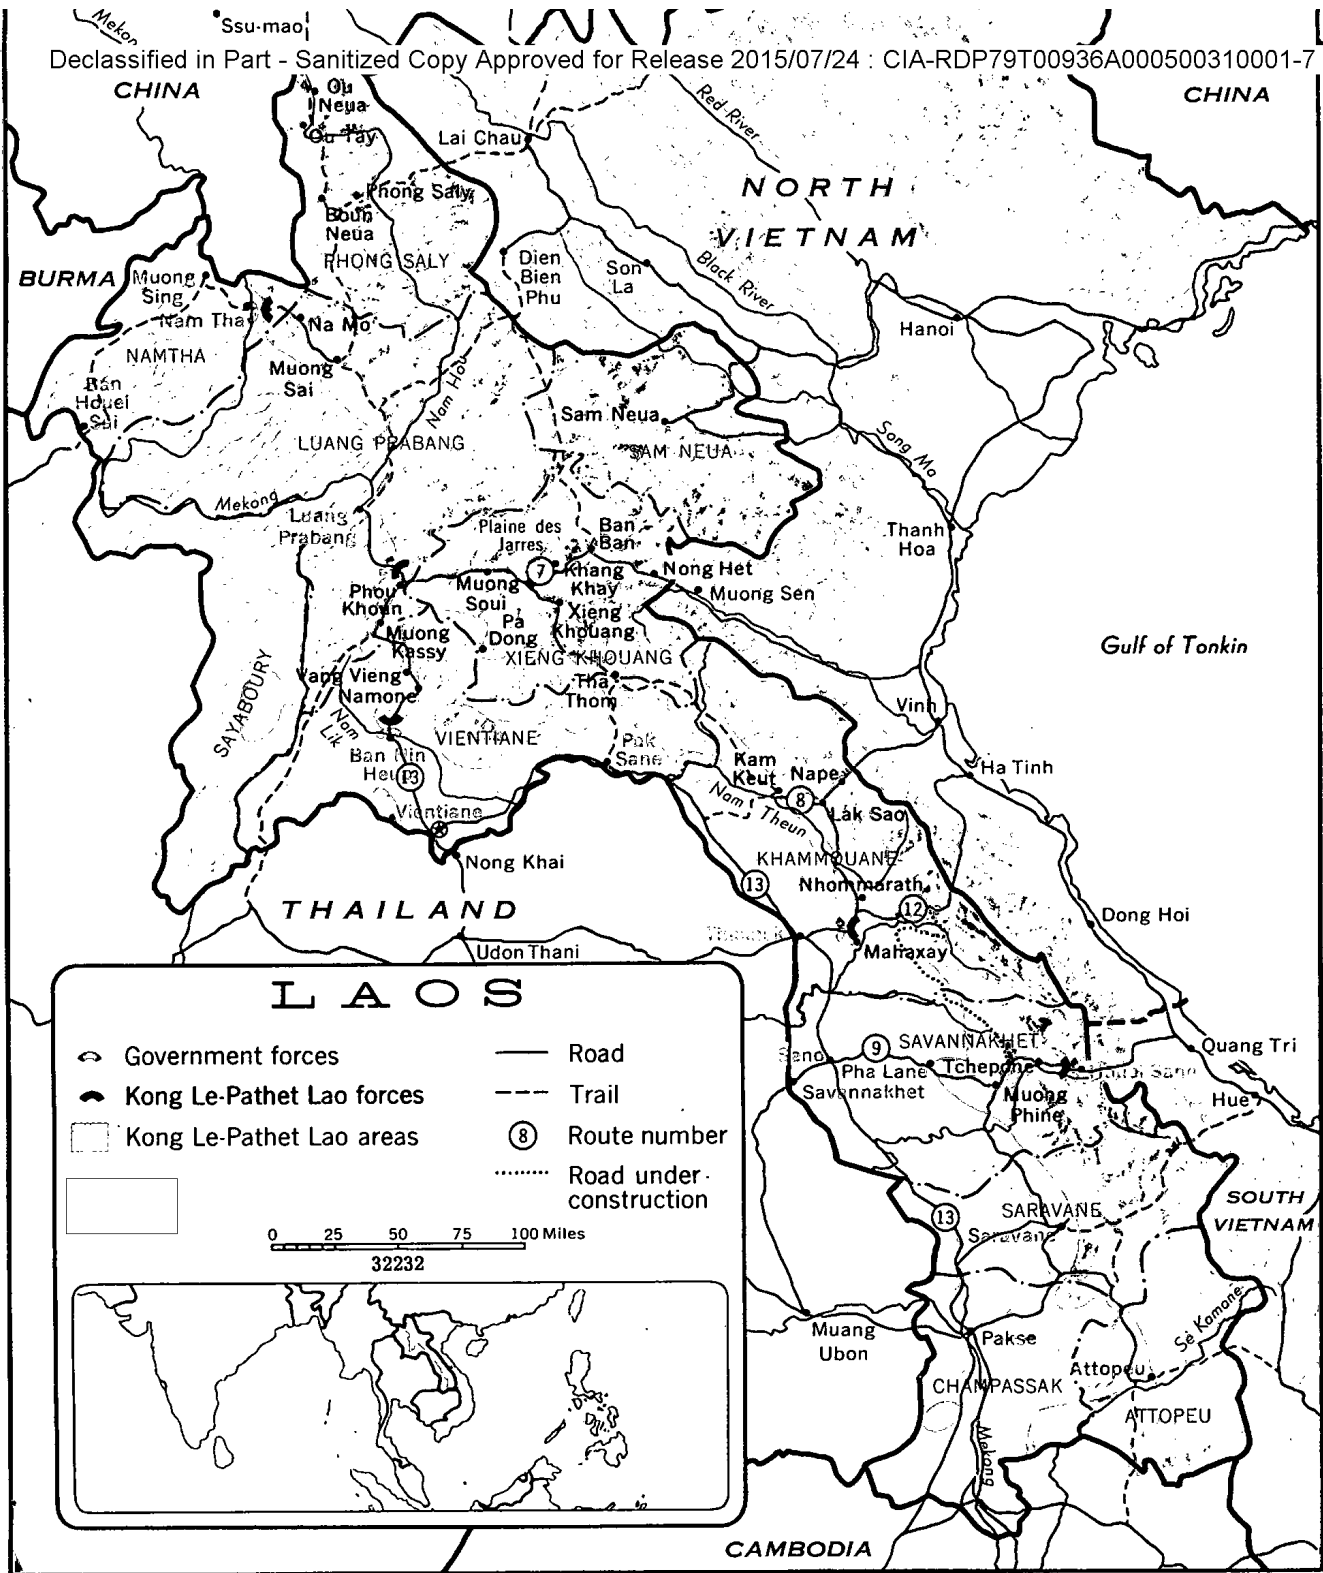 Mekon
Ssu-mao
Declassified in Part - Sanitized Copy Approved for Release 2015/07/24 : CIA-RDP79T00936A000500310001-7
CHINA
CHINA
Ou
Neua
Ou Tay
Lai Chau
Red River
Phong Saly
NORTH
VIETNAM
Boun
Neua
PHONG SALY
BURMA
Muong
Sing
Dien
Bien
Phu
Son
La
Black River
Nam Tha
Na Mo
Hanoi
NAMTHA
Muong
Sai
Nam Hou
Ban
Houei
Sai
Sam Neua
LUANG PRABANG
SAM NEUA
Song Ma
Mekong
Luang
Prabang
Plaine des
Jarres
Ban
Ban
Thanh
Hoa
7
Khang
Khay
Nong Het
Muong Sen
Phou
Khoun
Muong
Soui
Pa
Dong
Xieng
Khouang
Muong
Kassy
XIENG KHOUANG
Gulf of Tonkin
SAYABOURY
Vang Vieng
Namone
Tha
Thom
Vinh
Nam
Lik
VIENTIANE
Pak
Sane
Ban Hin
Heup
13
Kam
Keut
Nape
Ha Tinh
8
Nam Theun
Lak Sao
Vientiane
Nong Khai
KHAMMOUANE
13
Nhommarath
THAILAND
12
Dong Hoi
Udon Thani
Mahaxay
LAOS
Government forces
Kong Le-Pathet Lao forces
Kong Le-Pathet Lao areas
Road
Trail
8
Route number
Road under
construction
0 25 50 75 100 Miles
32232
SAVANNAKHET
Seno
9
Pha Lane
Tchepone
Quang Tri
Savannakhet
Muong
Phine
Hue
SOUTH
VIETNAM
13
SARAVANE
Saravane
Muang
Ubon
Pakse
Sé Kamane
Attopeu
CHAMPASSAK
ATTOPEU
Mekong
CAMBODIA